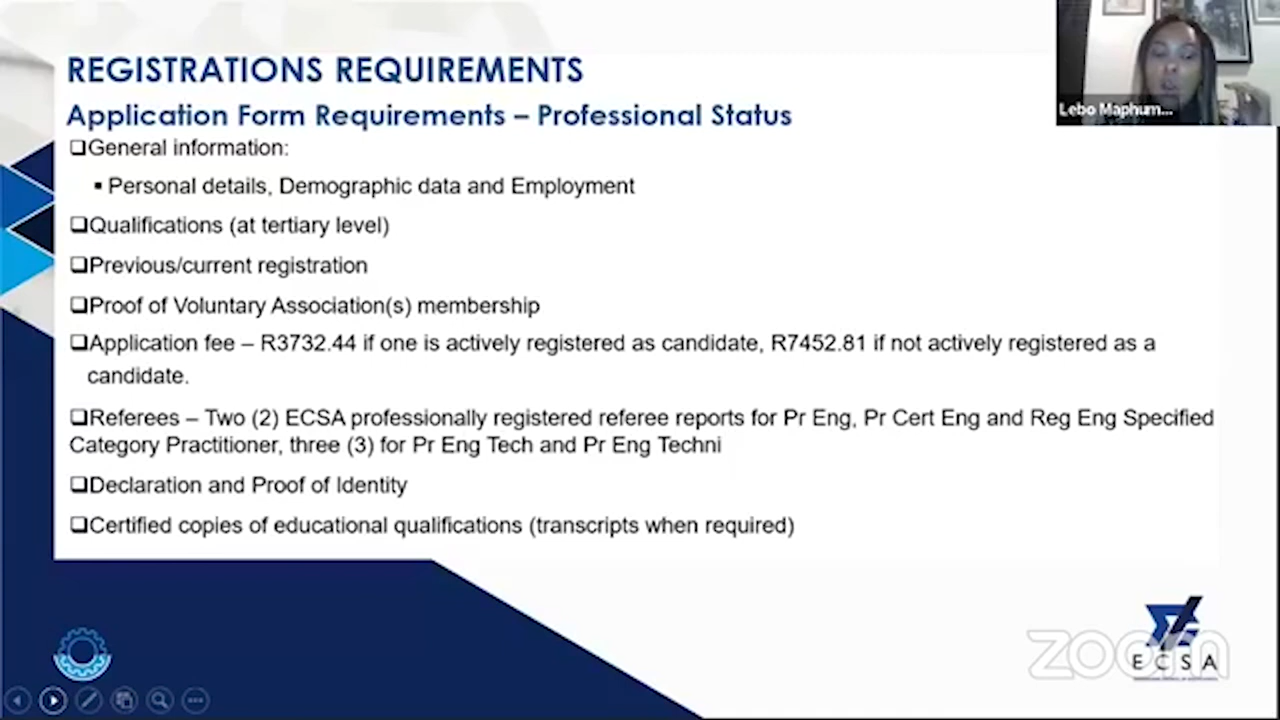 REGISTRATIONS REQUIREMENTS
Application Form Requirements – Professional Status
Lebo Maphum...
❑General information:
▪ Personal details, Demographic data and Employment
❑Qualifications (at tertiary level)
❑Previous/current registration
❑Proof of Voluntary Association(s) membership
❑Application fee – R3732.44 if one is actively registered as candidate, R7452.81 if not actively registered as a
candidate.
❑Referees – Two (2) ECSA professionally registered referee reports for Pr Eng, Pr Cert Eng and Reg Eng Specified
Category Practitioner, three (3) for Pr Eng Tech and Pr Eng Techni
❑Declaration and Proof of Identity
❑Certified copies of educational qualifications (transcripts when required)
zoom
ECSA